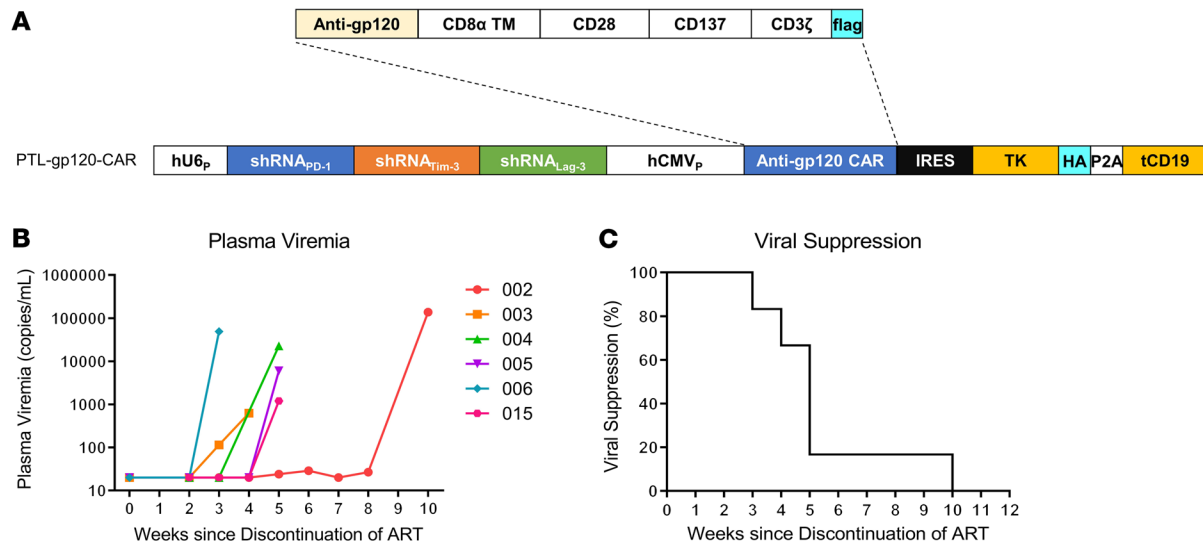 A
Anti-gp120 CD8α TM CD28 CD137 CD3ζ flag
PTL-gp120-CAR hU6P shRNAPD-1 shRNATim-3 shRNALag-3 hCMVP Anti-gp120 CAR IRES TK HA P2A tCD19
B
Plasma Viremia
Plasma Viremia (copies/mL)
1000000
100000
10000
1000
100
10
0 1 2 3 4 5 6 7 8 9 10
Weeks since Discontinuation of ART
002
003
004
005
006
015
C
Viral Suppression
Viral Suppression (%)
100
80
60
40
20
0
0 1 2 3 4 5 6 7 8 9 10 11 12
Weeks since Discontinuation of ART